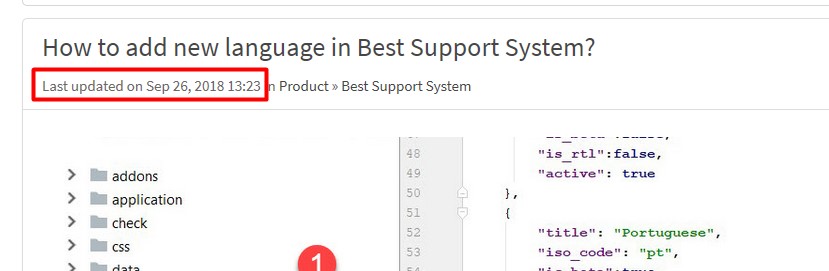 How to add new language in Best Support System?
Last updated on Sep 26, 2018 13:23 in Product » Best Support System
addons
application
check
css
data
1
48 "is_rtl":false,
49 "active": true
50 },
51 {
52 "title": "Portuguese",
53 "iso_code": "pt",